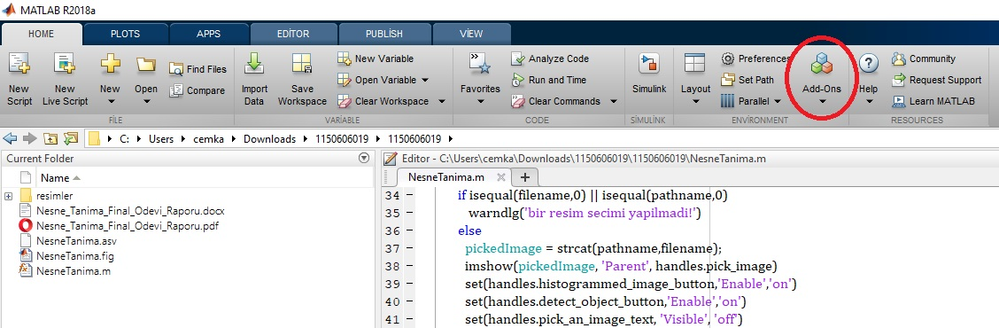 MATLAB R2018a
HOME PLOTS APPS EDİTOR PUBLİSH VİEW
New Script
New Live Script
New
Open
Find Files
Compare
Import Data
Save Workspace
New Variable
Open Variable
Clear Workspace
Favorites
Analyze Code
Run and Time
Clear Commands
Simulink
Layout
Preferences
Set Path
Parallel
Add-Ons
Help
Community
Request Support
Learn MATLAB
FİLE VARİABLE CODE SİMULİNK ENVİRONMENT RESOURCES
C: Users cemka Downloads 1150606019 1150606019
Current Folder
Name
resimler
Nesne_Tanima_Final_Odevi_Raporu.docx
Nesne_Tanima_Final_Odevi_Raporu.pdf
NesneTanima.asv
NesneTanima.fig
NesneTanima.m
Editor - C:\Users\cemka\Downloads\1150606019\1150606019\NesneTanima.m
NesneTanima.m
34 – if isequal(filename,0) || isequal(pathname,0)
35 – warndlg('bir resim secimi yapilmadi!')
36 – else
37 – pickedImage = strcat(pathname,filename);
38 – imshow(pickedImage, 'Parent', handles.pick_image)
39 – set(handles.histogrammed_image_button,'Enable','on')
40 – set(handles.detect_object_button,'Enable','on')
41 – set(handles.pick_an_image_text, 'Visible', 'off')